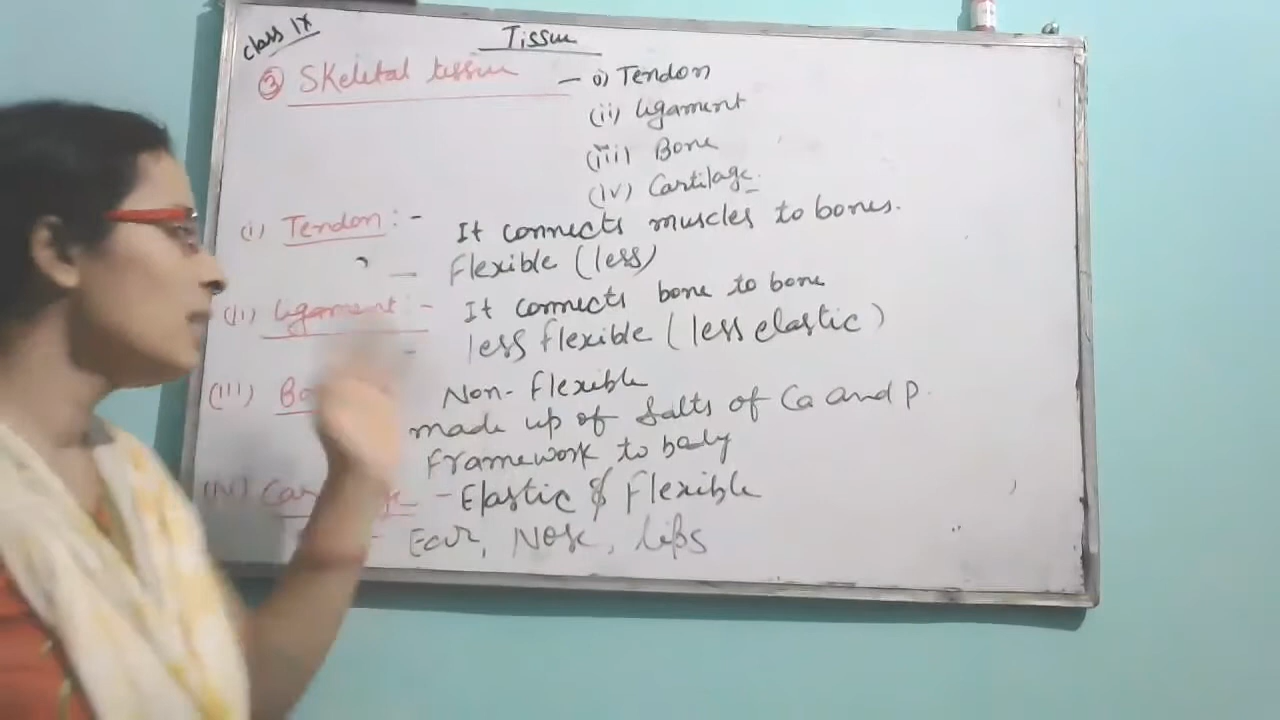 Class IX
Tissue
③ Skeletal tissue — i) Tendon
(ii) Ligament
(iii) Bone
(iv) Cartilage.
(i) Tendon :- It connects muscles to bones.
— Flexible (less)
(ii) Ligament :- It connects bone to bone
- less flexible (less elastic)
(iii) Non-flexible
made up of salts of Ca and P.
framework to body
(iv) - Elastic & flexible
- Ear, Nose, Lips